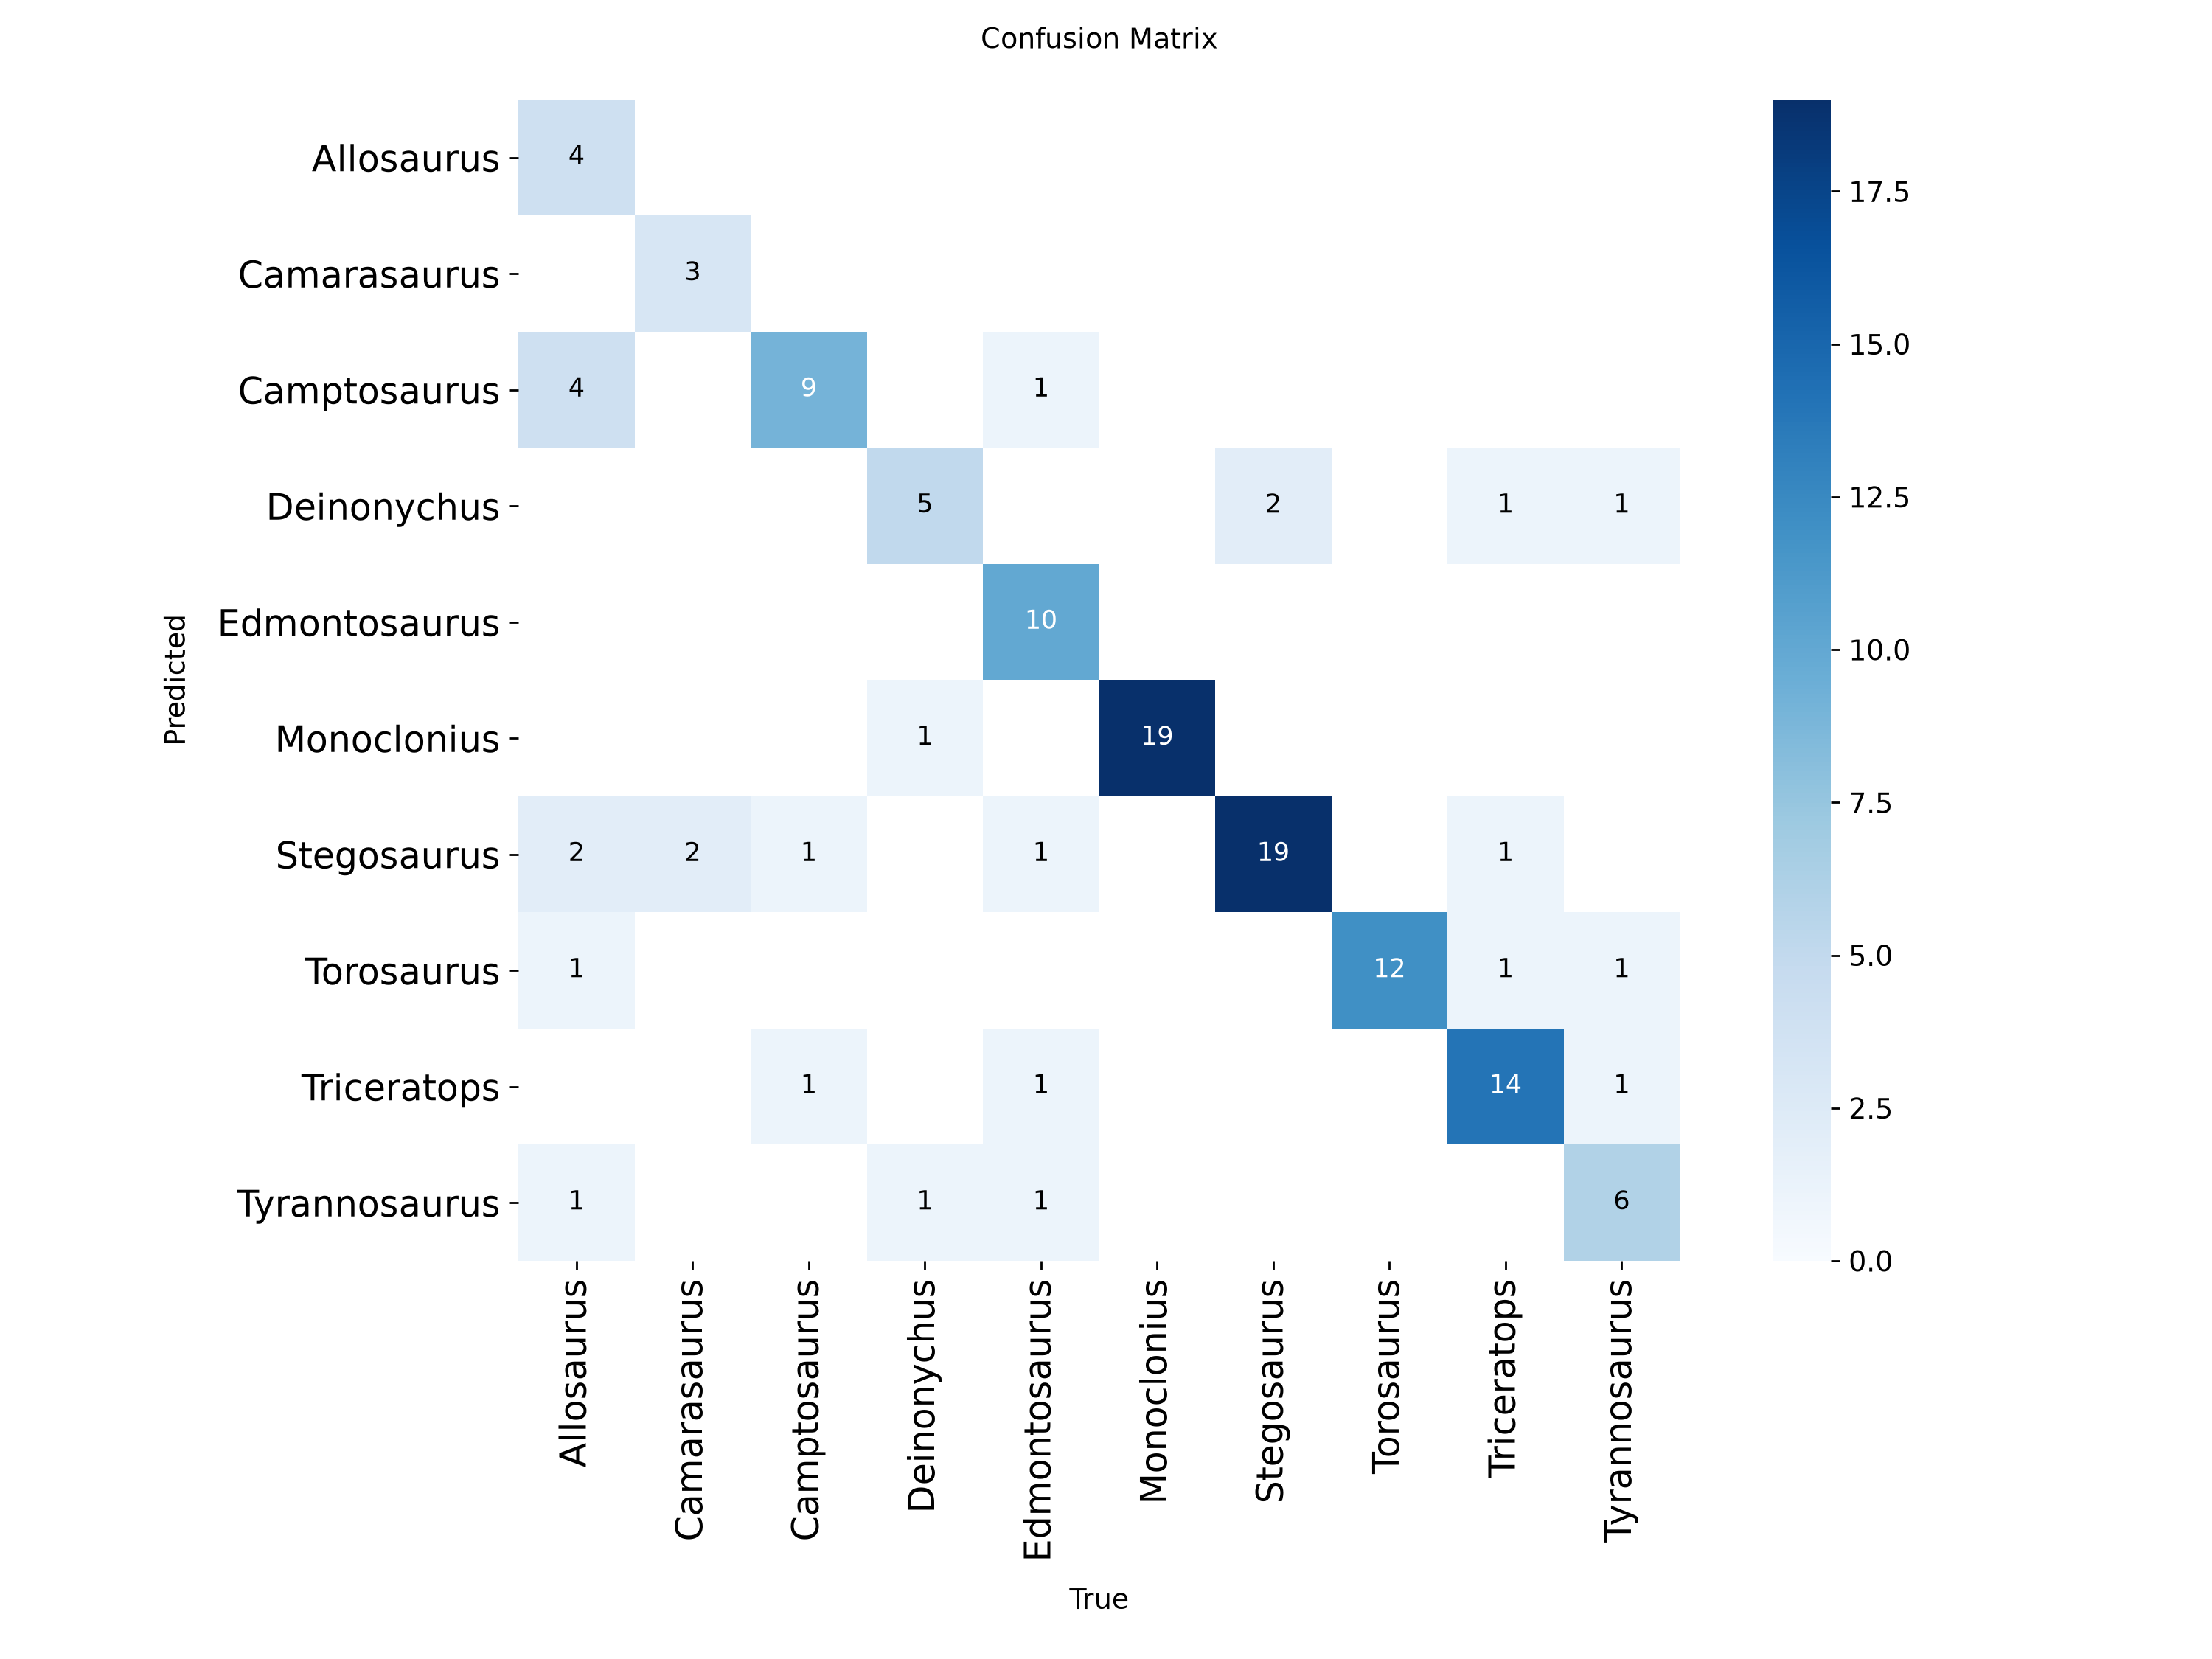 Confusion Matrix
Allosaurus 4
Camarasaurus 3
Camptosaurus 4 9 1
Deinonychus 5 2 1 1
Edmontosaurus 10
Monoclonius 1 19
Stegosaurus 2 2 1 1 19 1
Torosaurus 1 12 1 1
Triceratops 1 1 14 1
Tyrannosaurus 1 1 1 6
Predicted
Allosaurus
Camarasaurus
Camptosaurus
Deinonychus
Edmontosaurus
Monoclonius
Stegosaurus
Torosaurus
Triceratops
Tyrannosaurus
True
17.5
15.0
12.5
10.0
7.5
5.0
2.5
0.0